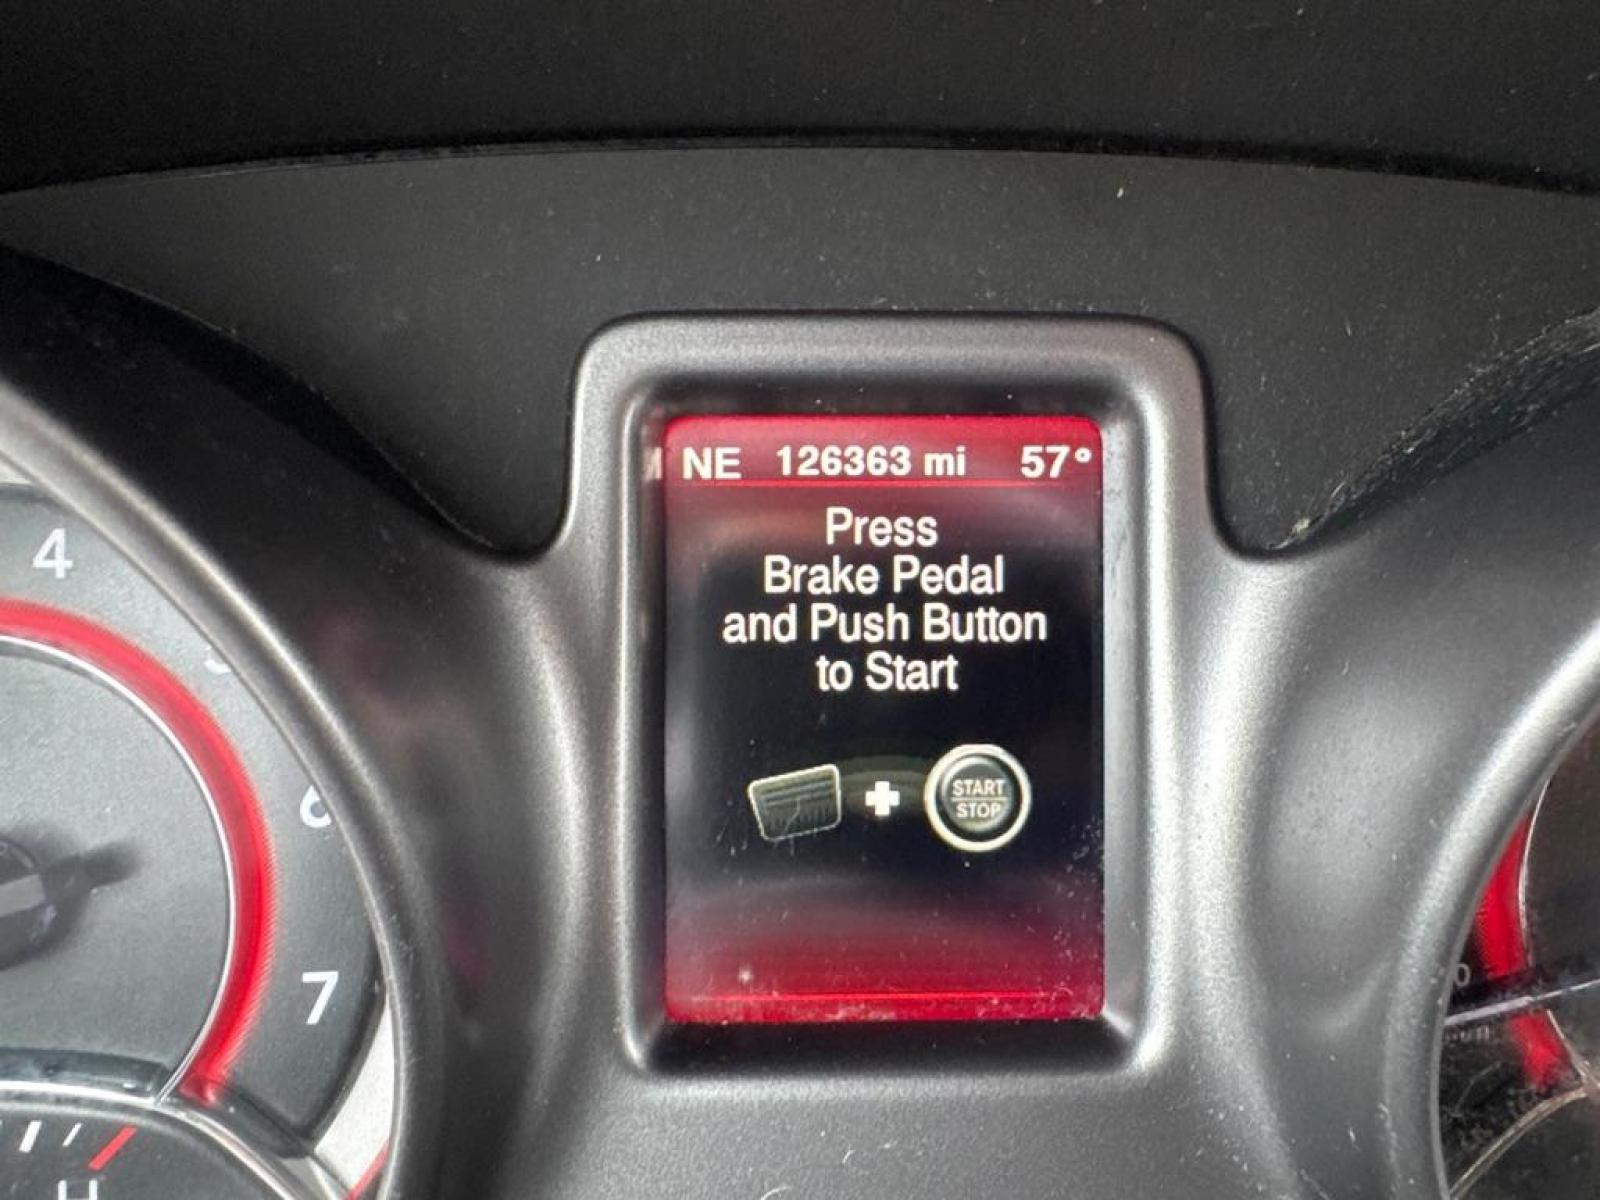 NE 126363 mi 57°
Press
Brake Pedal
and Push Button
to Start
START
STOP
4
6
7
H